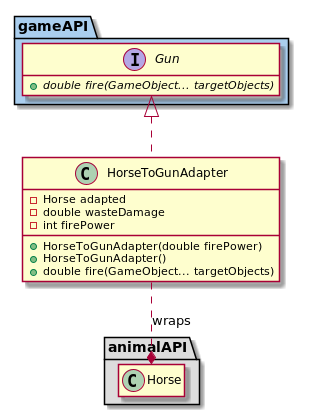 gameAPI
I Gun
double fire(GameObject... targetObjects)
C HorseToGunAdapter
Horse adapted
double wasteDamage
int firePower
HorseToGunAdapter(double firePower)
HorseToGunAdapter()
double fire(GameObject... targetObjects)
wraps
animalAPI
C Horse